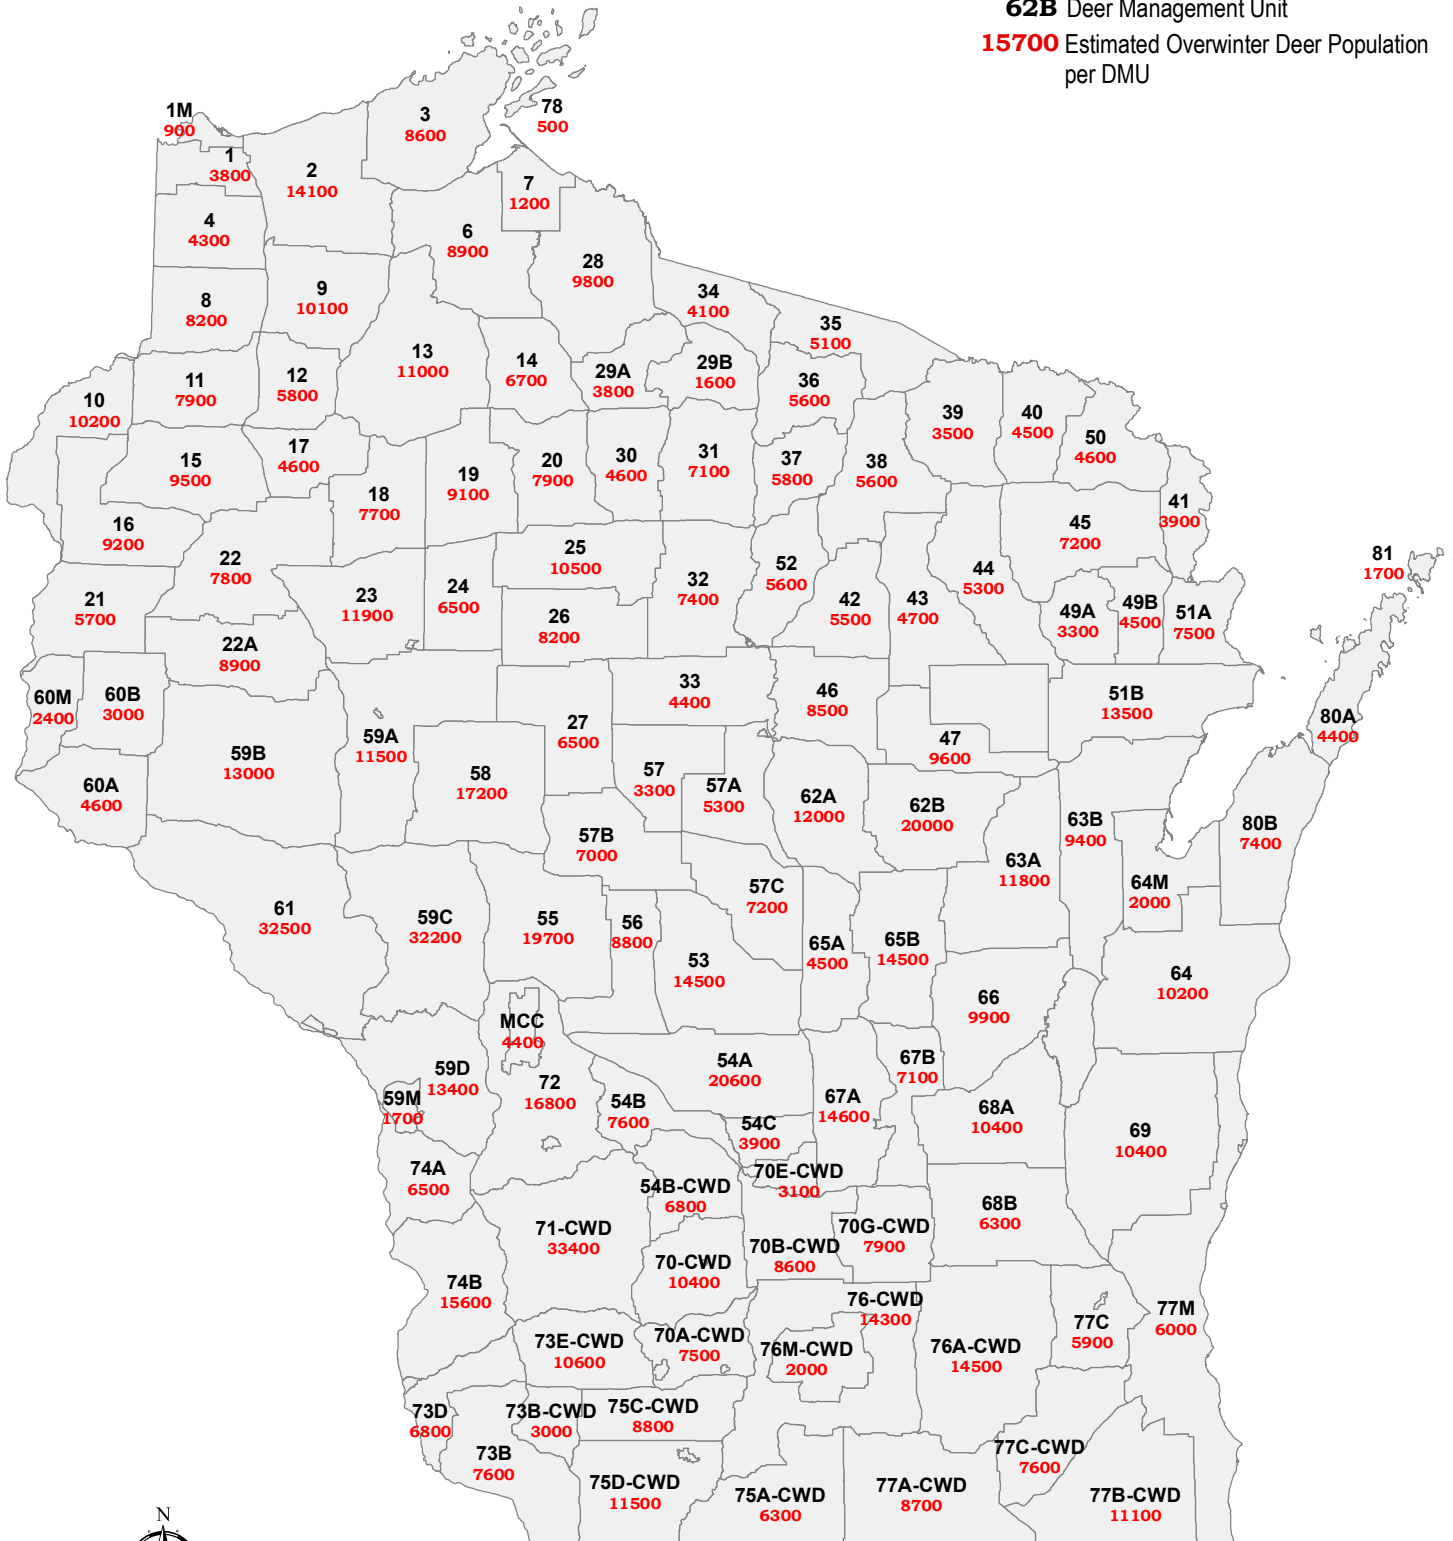 62B Deer Management Unit
15700 Estimated Overwinter Deer Population
per DMU
1M
900
3
8600
78
500
1
3800
2
14100
7
1200
4
4300
6
8900
28
9800
8
8200
9
10100
34
4100
35
5100
13
11000
14
6700
29A
3800
29B
1600
36
5600
11
7900
12
5800
10
10200
39
3500
40
4500
50
4600
15
9500
17
4600
18
7700
19
9100
20
7900
30
4600
31
7100
37
5800
38
5600
41
3900
16
9200
22
7800
25
10500
45
7200
81
1700
21
5700
23
11900
24
6500
26
8200
32
7400
52
5600
42
5500
43
4700
44
5300
49A
3300
49B
4500
51A
7500
22A
8900
60M
2400
60B
3000
33
4400
46
8500
51B
13500
80A
4400
59B
13000
59A
11500
27
6500
47
9600
60A
4600
58
17200
57
3300
57A
5300
62A
12000
62B
20000
63B
9400
80B
7400
57B
7000
63A
11800
64M
2000
57C
7200
61
32500
59C
32200
55
19700
56
8800
53
14500
65A
4500
65B
14500
64
10200
66
9900
MCC
4400
59D
13400
59M
1700
72
16800
54A
20600
54B
7600
54C
3900
67A
14600
67B
7100
68A
10400
69
10400
74A
6500
70E-CWD
3100
54B-CWD
6800
68B
6300
71-CWD
33400
70-CWD
10400
70B-CWD
8600
70G-CWD
7900
74B
15600
76-CWD
14300
77C
5900
77M
6000
73E-CWD
10600
70A-CWD
7500
76M-CWD
2000
76A-CWD
14500
73D
6800
73B-CWD
3000
75C-CWD
8800
73B
7600
77C-CWD
7600
75D-CWD
11500
75A-CWD
6300
77A-CWD
8700
77B-CWD
11100
N